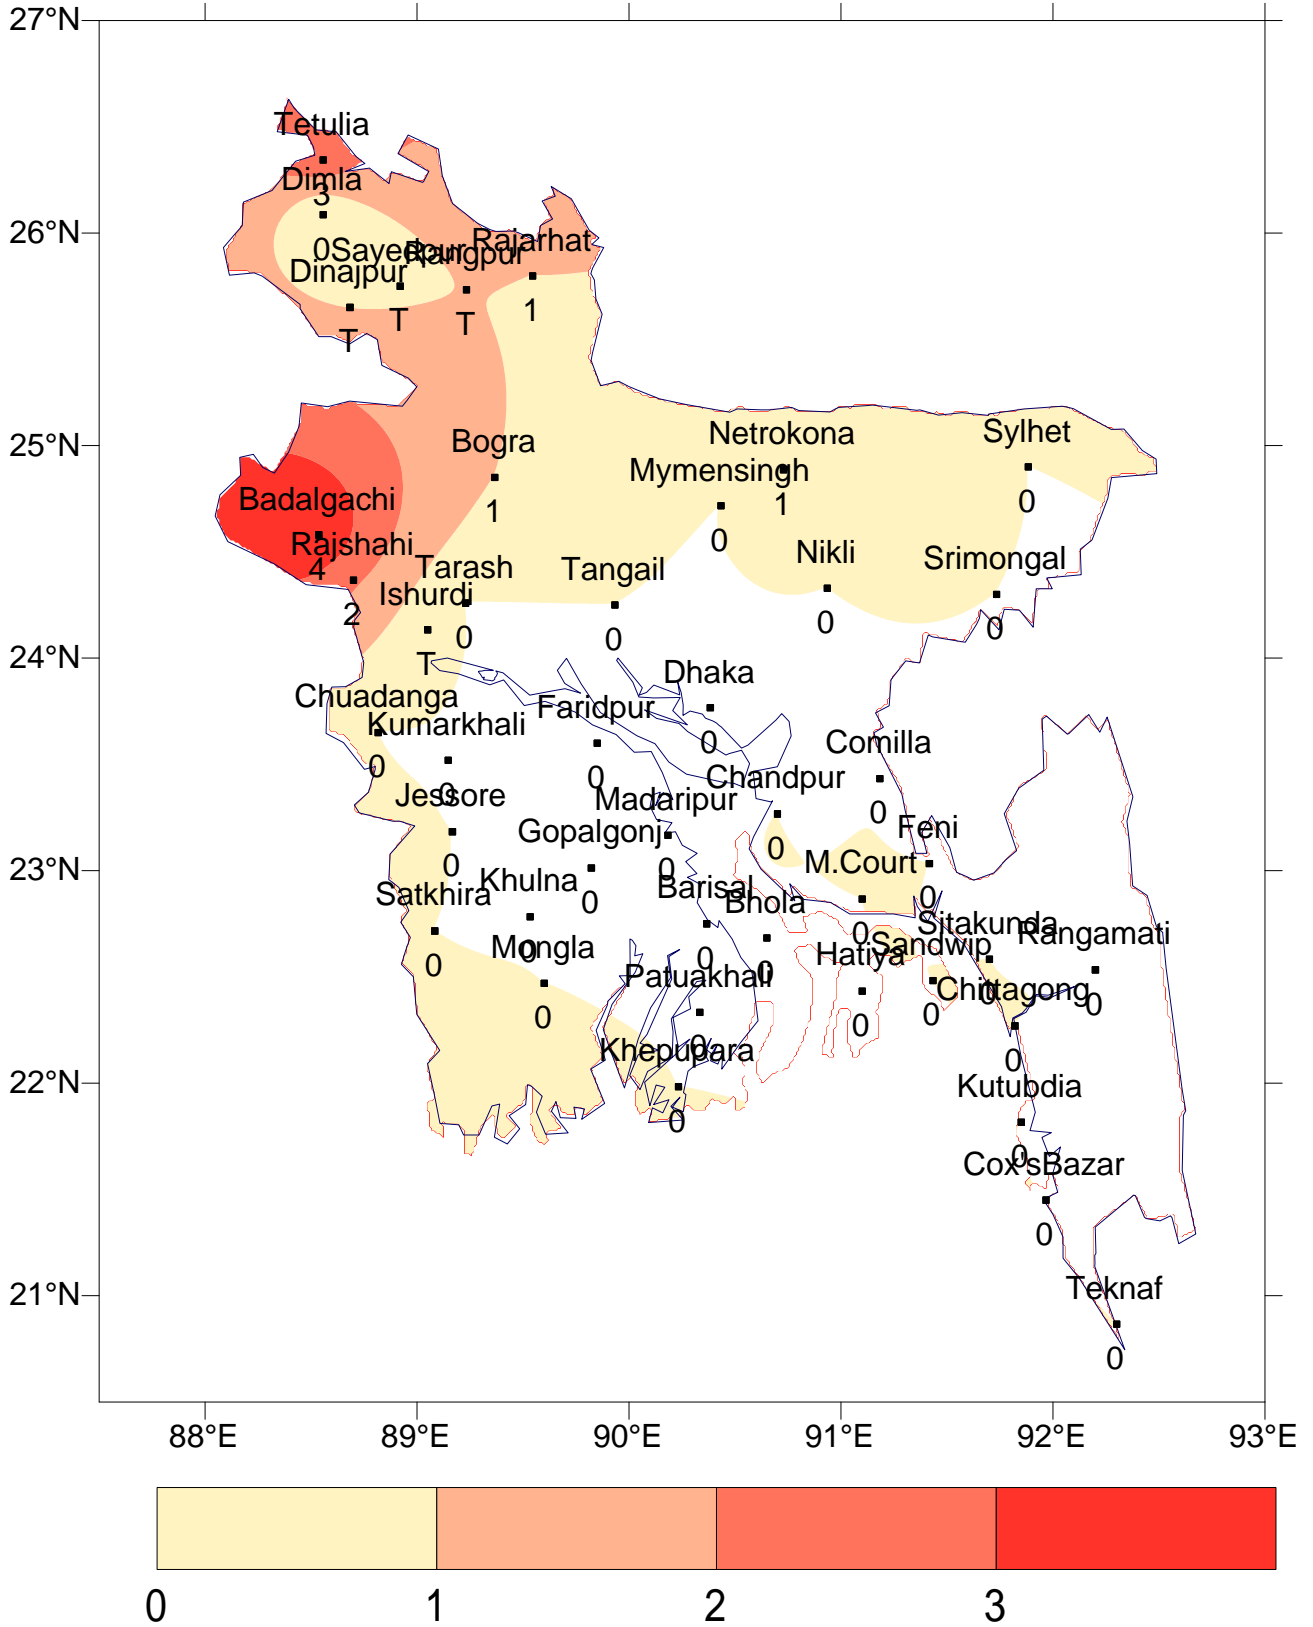 27°N
Tetulia
3
Dimla
0
26°N
Sayedpur
T
Rangpur
T
Rajarhat
1
Dinajpur
T
25°N
Bogra
1
Netrokona
1
Sylhet
0
Mymensingh
0
Badalgachi
4
Rajshahi
2
Nikli
0
Srimongal
0
Tarash
0
Tangail
0
Ishurdi
T
24°N
Dhaka
0
Chuadanga
0
Kumarkhali
0
Faridpur
0
Comilla
0
Chandpur
0
Jessore
0
Madaripur
0
Gopalgonj
0
Feni
0
23°N
M.Court
0
Khulna
0
Satkhira
0
Barisal
0
Bhola
0
Sitakunda
0
Rangamati
0
Mongla
0
Hatiya
0
Sandwip
0
Patuakhali
0
Chittagong
0
Khepupara
0
22°N
Kutubdia
0
Cox'sBazar
0
21°N
Teknaf
0
88°E 89°E 90°E 91°E 92°E 93°E
0 1 2 3